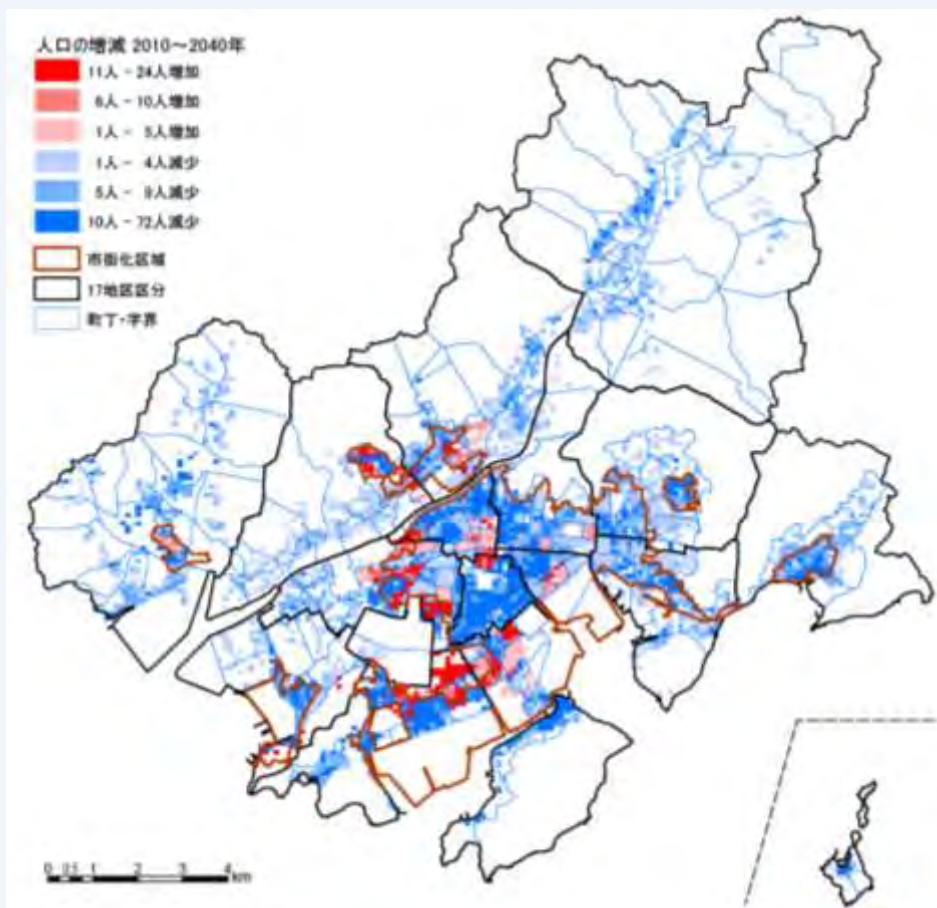 人口の増減 2010~2040年
11人 - 24人増加
6人 - 10人増加
1人 - 5人増加
1人 - 4人減少
5人 - 9人減少
10人 - 72人減少
市街化区域
17地区区分
町丁・字界
0 0.5 1 2 3 4
km